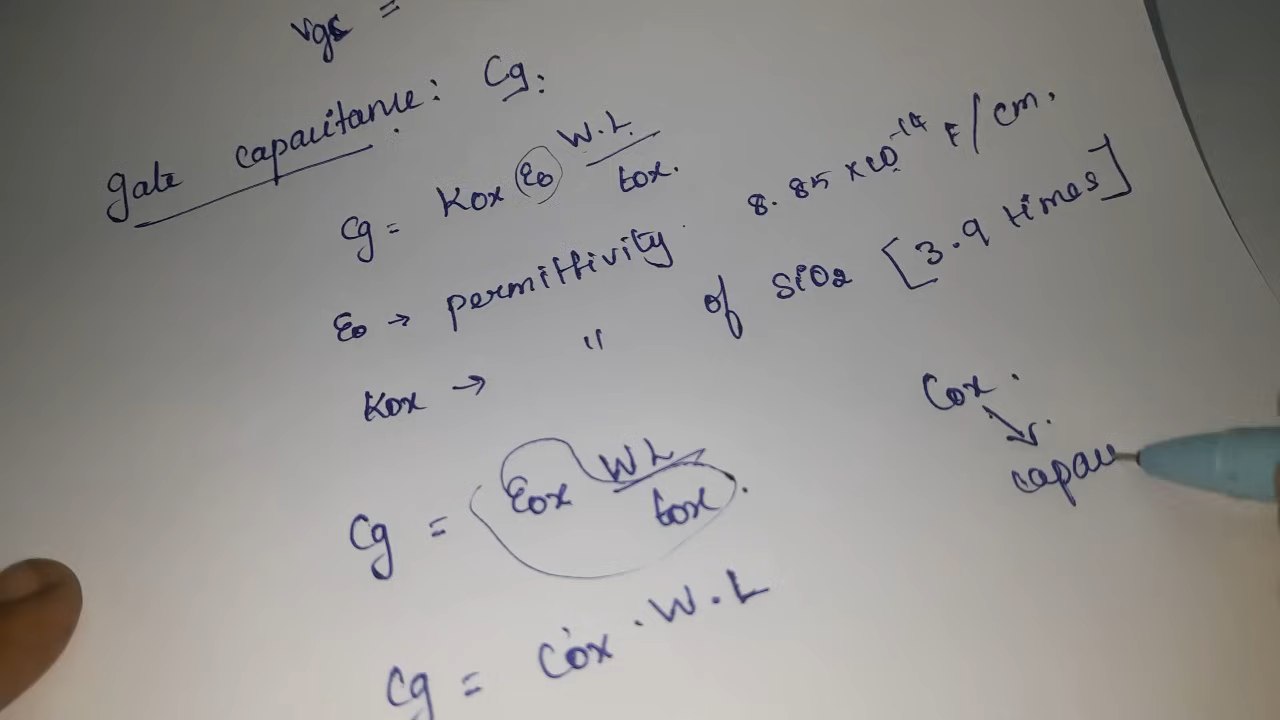 Vgs =
gate capacitance: Cg:
Cg = Kox ε0 W.L / tox.
ε0 → permittivity 8.85 x10^-14 F/cm.
Kox → " of SiO2 [3.9 times]
Cox.
capac
Cg = εox WL / tox.
Cg = Cox . W . L